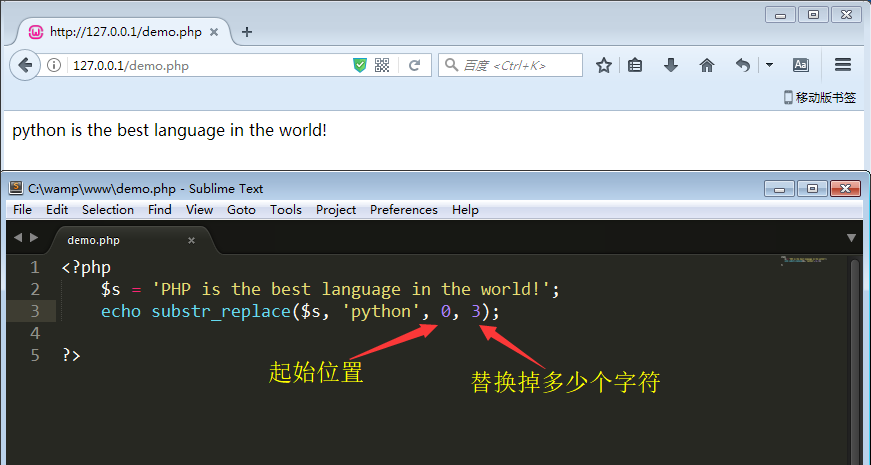 http://127.0.0.1/demo.php
127.0.0.1/demo.php
百度 <Ctrl+K>
移动版书签
python is the best language in the world!
C:\wamp\www\demo.php - Sublime Text
File Edit Selection Find View Goto Tools Project Preferences Help
demo.php
1 <?php
2 $s = 'PHP is the best language in the world!';
3 echo substr_replace($s, 'python', 0, 3);
4
5 ?>
起始位置
替换掉多少个字符